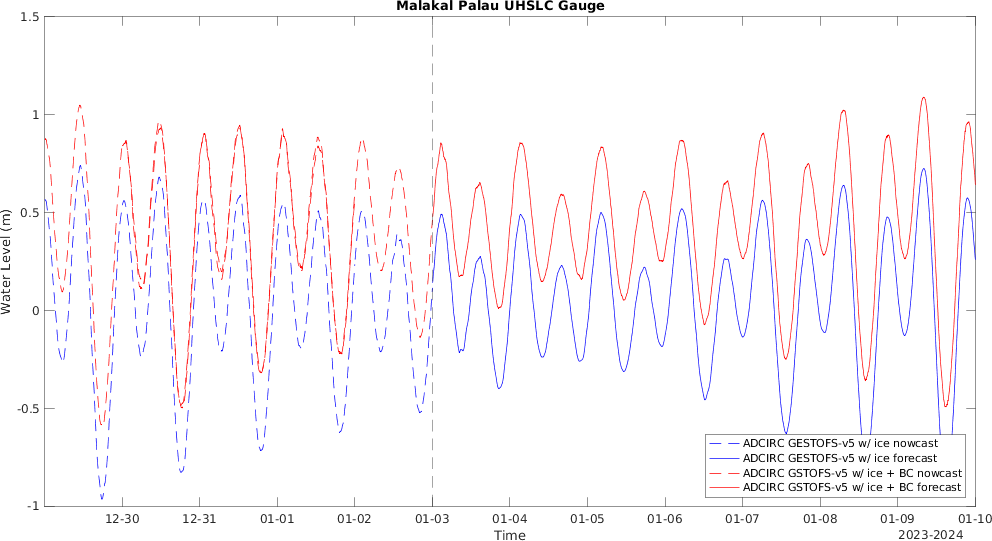 Malakal Palau UHSLC Gauge
1.5
1
0.5
0
-0.5
-1
Water Level (m)
ADCIRC GESTOFS-v5 w/ ice nowcast
ADCIRC GESTOFS-v5 w/ ice forecast
ADCIRC GSTOFS-v5 w/ ice + BC nowcast
ADCIRC GSTOFS-v5 w/ ice + BC forecast
12-30 12-31 01-01 01-02 01-03 01-04 01-05 01-06 01-07 01-08 01-09 01-10
Time
2023-2024